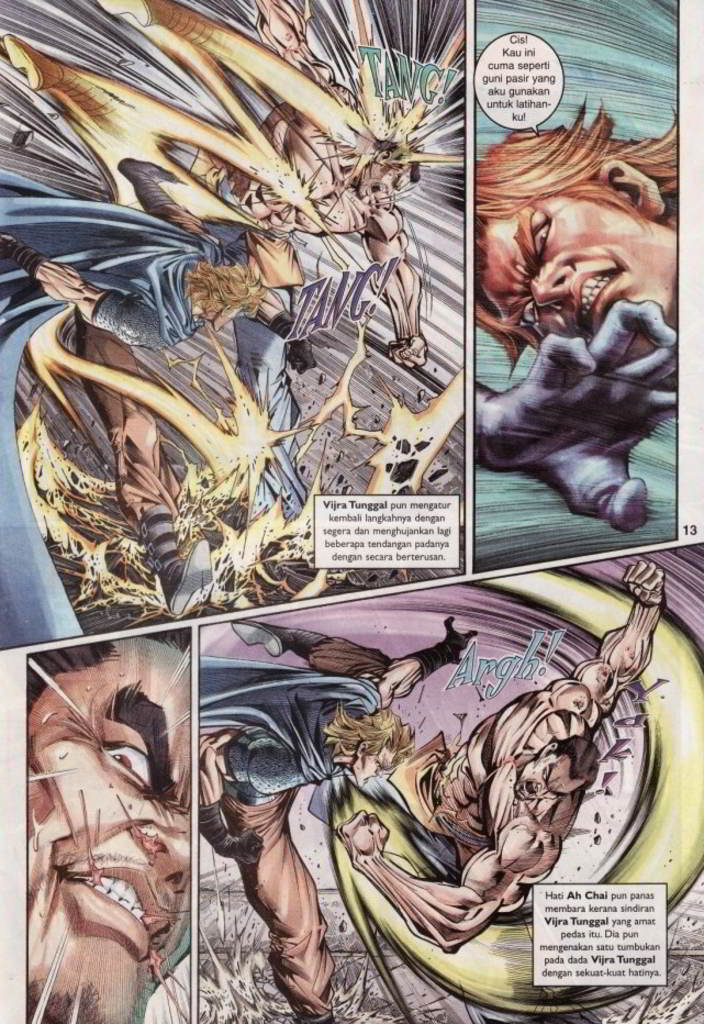 TANG!
TANG!
Vijra Tunggal pun mengatur
kembali langkahnya dengan
segera dan menghujankan lagi
beberapa tendangan padanya
dengan secara berterusan.
Cis!
Kau ini
cuma seperti
guni pasir yang
aku gunakan
untuk latihan-
ku!
13
Argh!
Hati Ah Chai pun panas
membara kerana sindiran
Vijra Tunggal yang amat
pedas itu. Dia pun
mengenakan satu tumbukan
pada dada Vijra Tunggal
dengan sekuat-kuat hatinya.